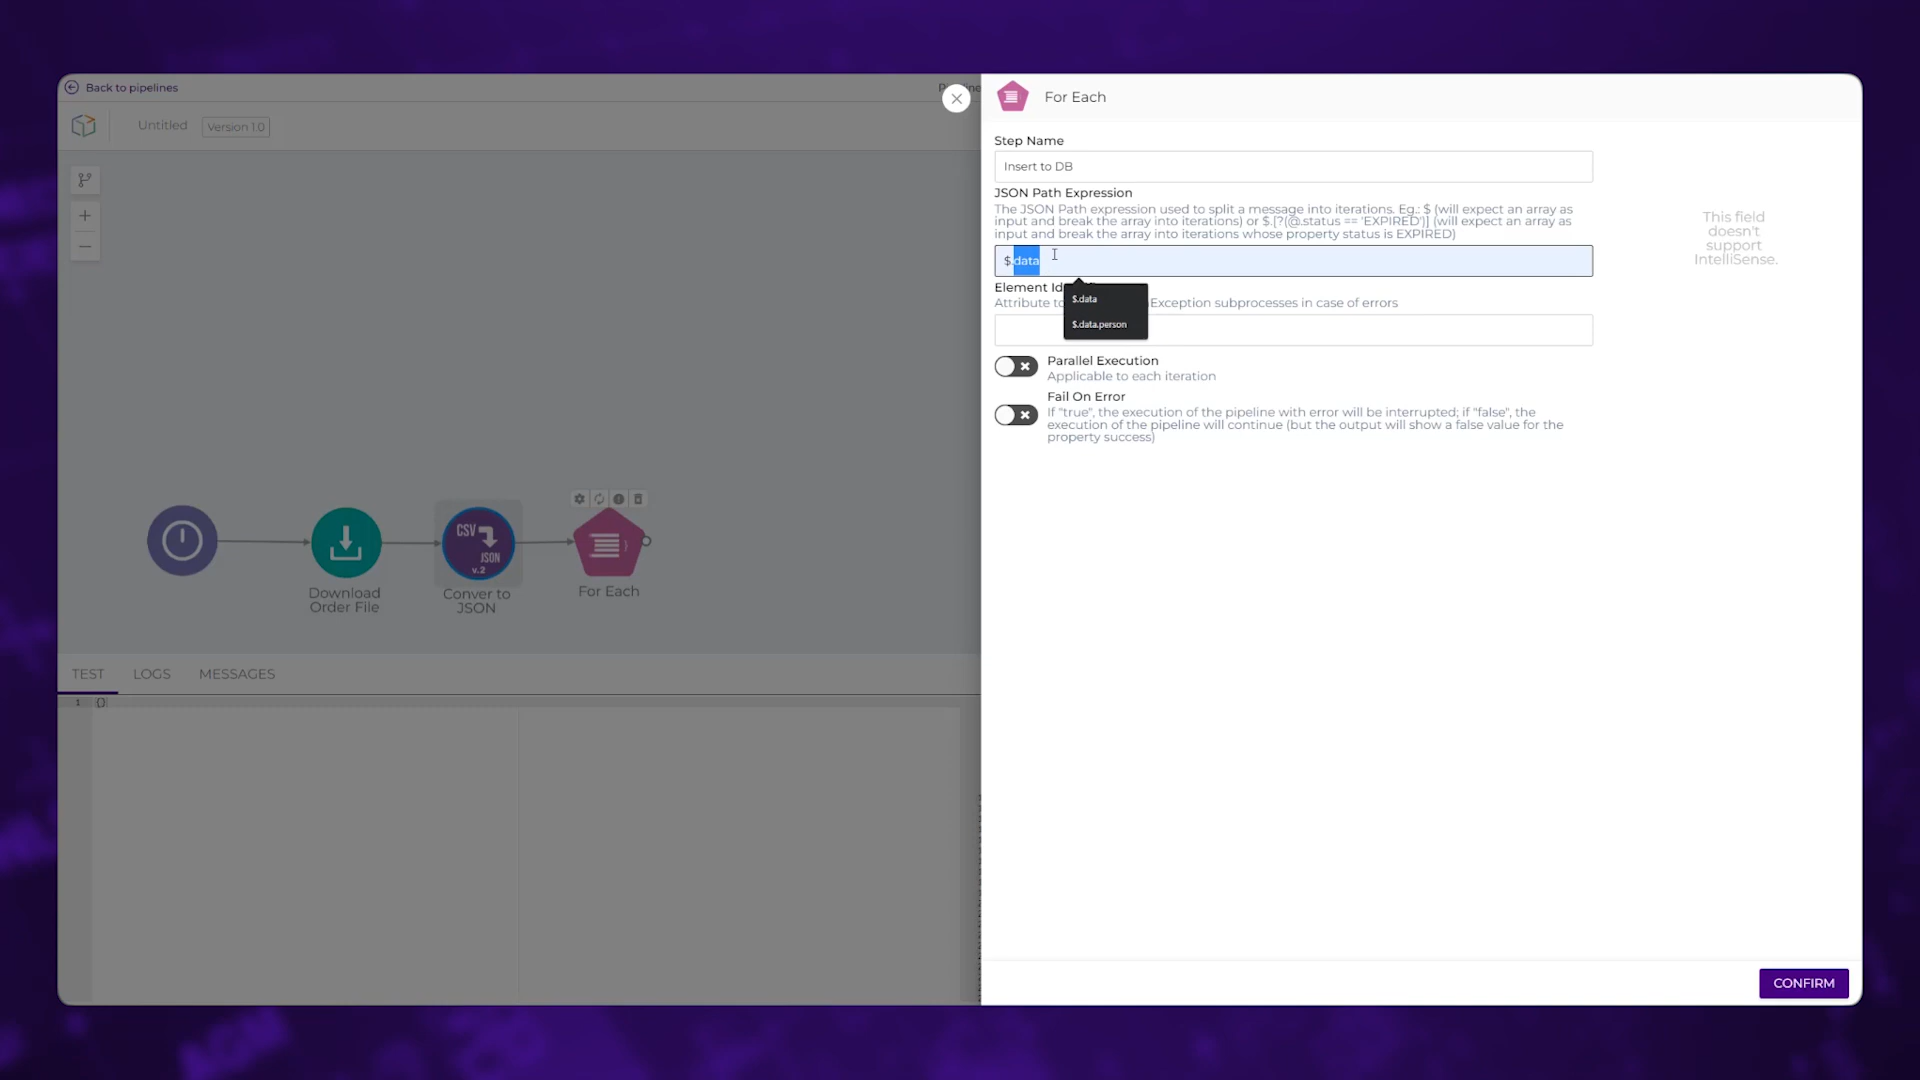 Back to pipelines
Untitled
Version 1.0
For Each
Step Name
Insert to DB
JSON Path Expression
The JSON Path expression used to split a message into iterations. Eg.: $ (will expect an array as
input and break the array into iterations) or $.[?(@.status == 'EXPIRED')] (will expect an array as
input and break the array into iterations whose property status is EXPIRED)
$.data
$.data
$.data.person
Element
Attribute
Exception subprocesses in case of errors
Parallel Execution
Applicable to each iteration
Fail On Error
If "true", the execution of the pipeline with error will be interrupted; if "false", the
execution of the pipeline will continue (but the output will show a false value for the
property success)
This field
doesn't
support
IntelliSense.
CSV
JSON
v.2
Download
Order File
Conver to
JSON
For Each
TEST
LOGS
MESSAGES
1
{}
CONFIRM